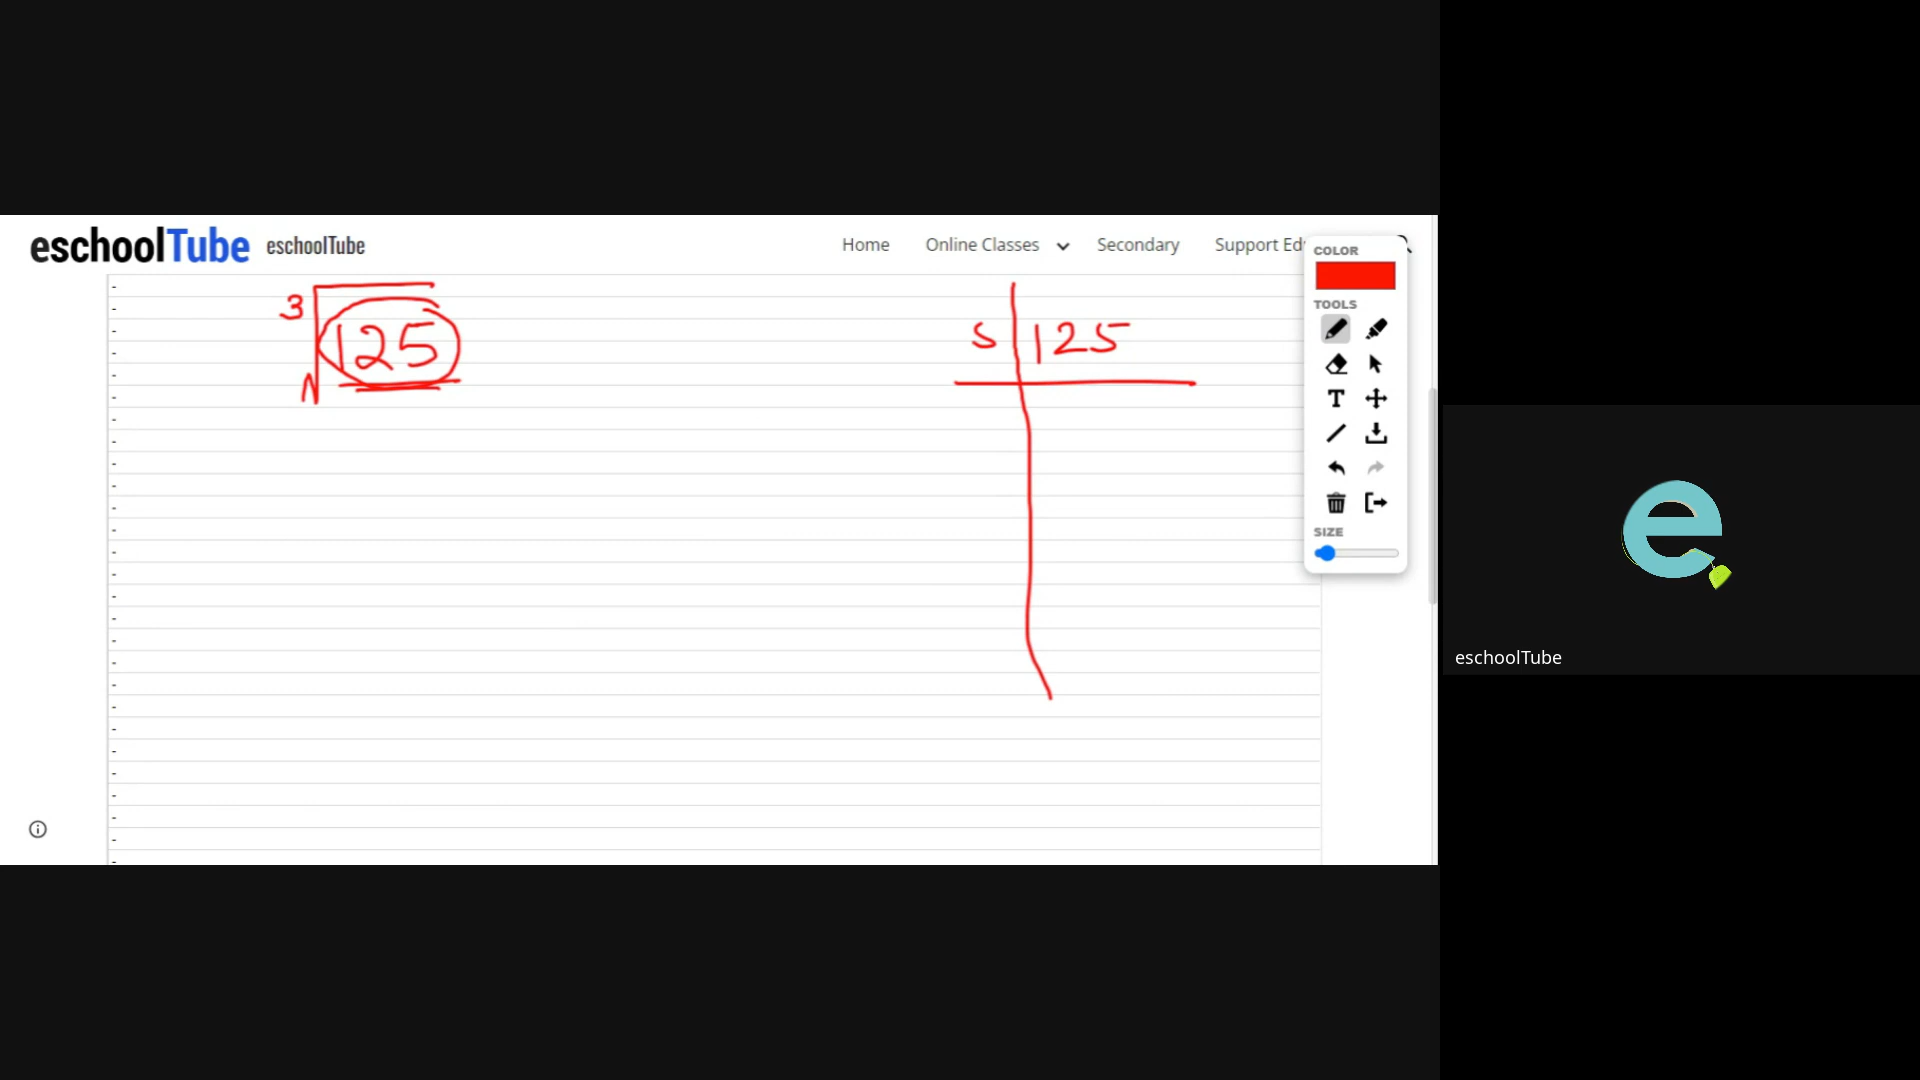 eschoolTube eschoolTube Home Online Classes Secondary Support Ed
COLOR
TOOLS
T
SIZE
3√125
5 125
eschoolTube